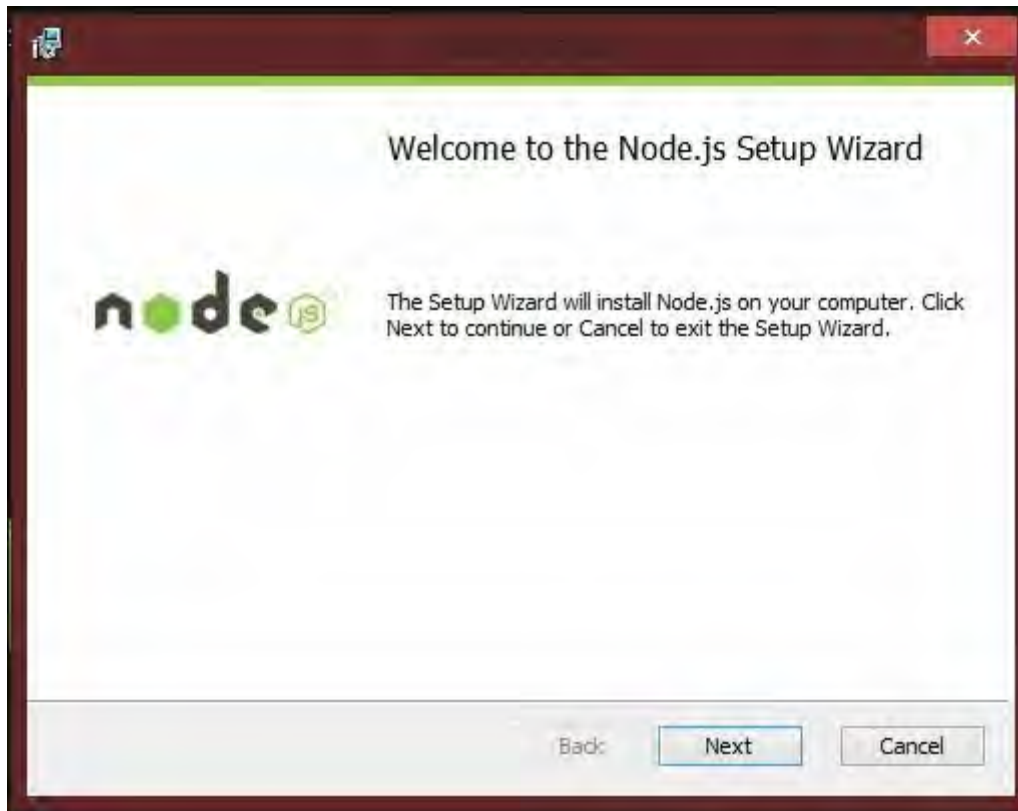 Welcome to the Node.js Setup Wizard
node JS
The Setup Wizard will install Node.js on your computer. Click
Next to continue or Cancel to exit the Setup Wizard.
Back Next Cancel